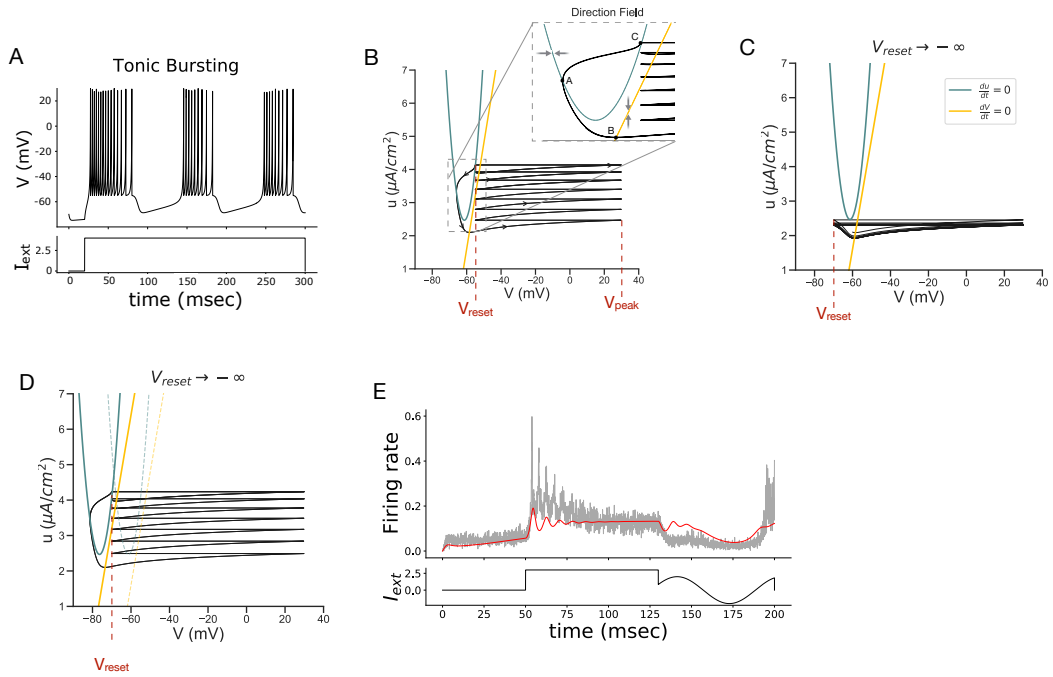 A
Tonic Bursting
V (mV)
20
0
−20
−40
−60
I_ext
2.5
0.0
0
50
100
150
200
250
300
time (msec)
B
Direction Field
A
B
C
u (μA/cm²)
7
6
5
4
3
2
1
−80
−60
−40
−20
0
20
40
V (mV)
V_reset
V_peak
C
V_reset → − ∞
du/dt = 0
dV/dt = 0
u (μA/cm²)
7
6
5
4
3
2
1
−80
−60
−40
−20
0
20
40
V (mV)
V_reset
D
V_reset → − ∞
u (μA/cm²)
7
6
5
4
3
2
1
−80
−60
−40
−20
0
20
40
V (mV)
V_reset
E
Firing rate
0.6
0.4
0.2
0.0
I_ext
2.5
0.0
0
25
50
75
100
125
150
175
200
time (msec)